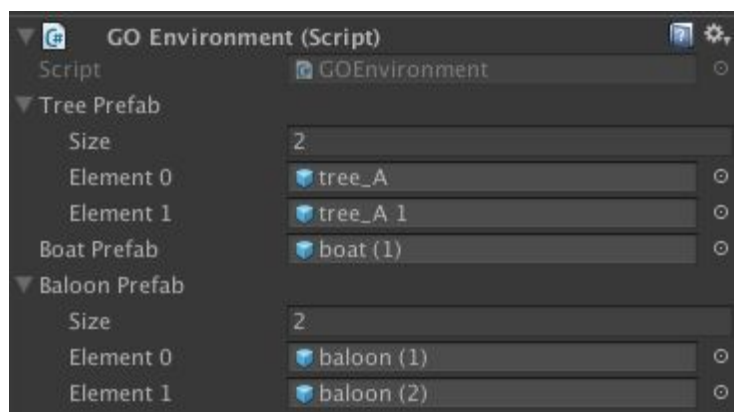 GO Environment (Script)
Script GOEnvironment
Tree Prefab
Size 2
Element 0 tree_A
Element 1 tree_A 1
Boat Prefab boat (1)
Baloon Prefab
Size 2
Element 0 baloon (1)
Element 1 baloon (2)